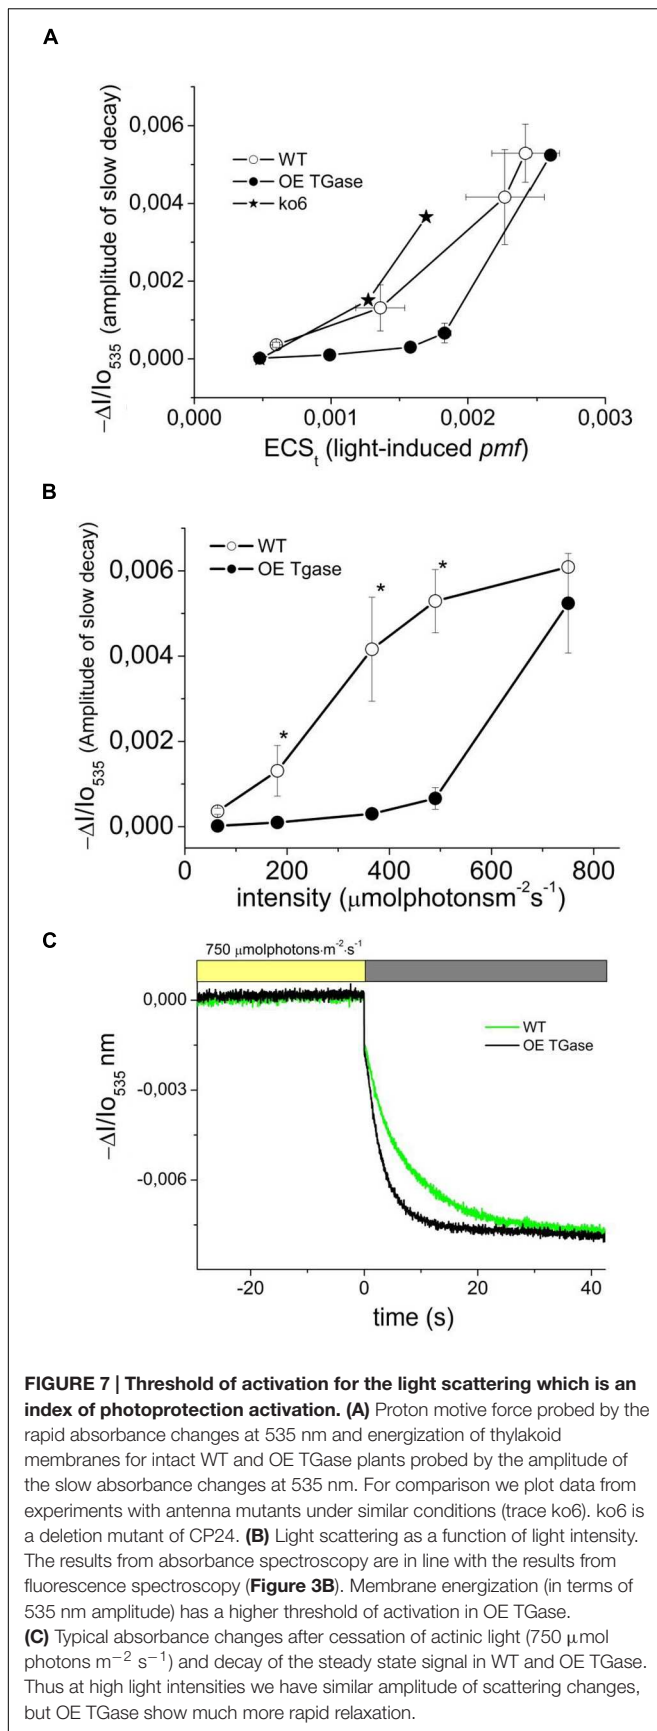 A
−ΔI/Io535 (amplitude of slow decay)
0,006
0,004
0,002
0,000
WT
OE TGase
ko6
0,000 0,001 0,002 0,003
ECSt (light-induced pmf)
B
−ΔI/Io535 (Amplitude of slow decay)
0,006
0,004
0,002
0,000
WT
OE Tgase
*
*
*
0 200 400 600 800
intensity (μmolphotonsm-2s-1)
C
750 μmolphotons·m-2·s-1
−ΔI/Io535 nm
0,000
-0,003
-0,006
WT
OE TGase
-20 0 20 40
time (s)
FIGURE 7 | Threshold of activation for the light scattering which is an
index of photoprotection activation. (A) Proton motive force probed by the
rapid absorbance changes at 535 nm and energization of thylakoid
membranes for intact WT and OE TGase plants probed by the amplitude of
the slow absorbance changes at 535 nm. For comparison we plot data from
experiments with antenna mutants under similar conditions (trace ko6). ko6 is
a deletion mutant of CP24. (B) Light scattering as a function of light intensity.
The results from absorbance spectroscopy are in line with the results from
fluorescence spectroscopy (Figure 3B). Membrane energization (in terms of
535 nm amplitude) has a higher threshold of activation in OE TGase.
(C) Typical absorbance changes after cessation of actinic light (750 μmol
photons m−2 s−1) and decay of the steady state signal in WT and OE TGase.
Thus at high light intensities we have similar amplitude of scattering changes,
but OE TGase show much more rapid relaxation.